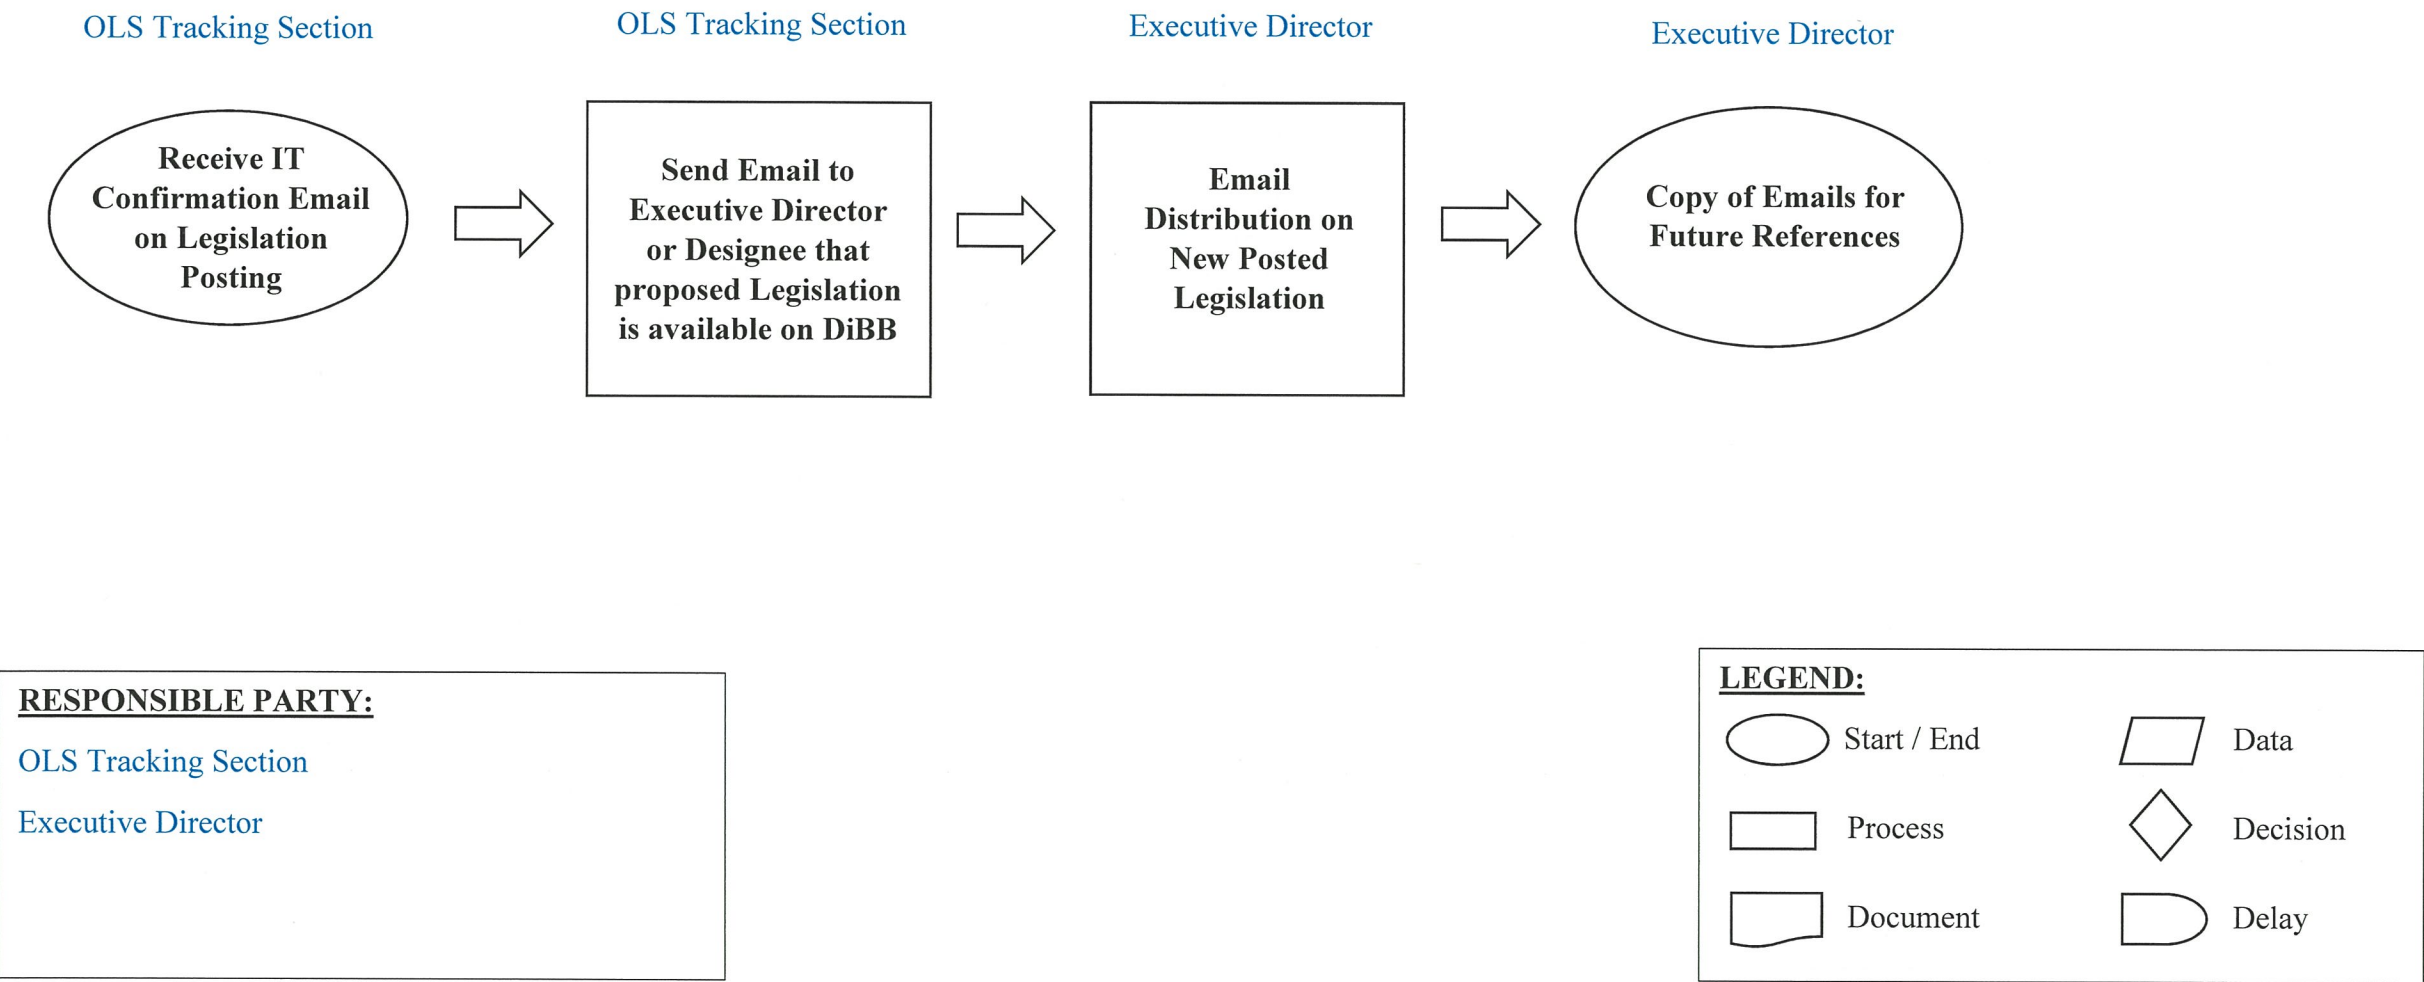 OLS Tracking Section
OLS Tracking Section
Executive Director
Executive Director
Receive IT
Confirmation Email
on Legislation
Posting
Send Email to
Executive Director
or Designee that
proposed Legislation
is available on DiBB
Email
Distribution on
New Posted
Legislation
Copy of Emails for
Future References
RESPONSIBLE PARTY:
OLS Tracking Section
Executive Director
LEGEND:
Start / End
Data
Process
Decision
Document
Delay